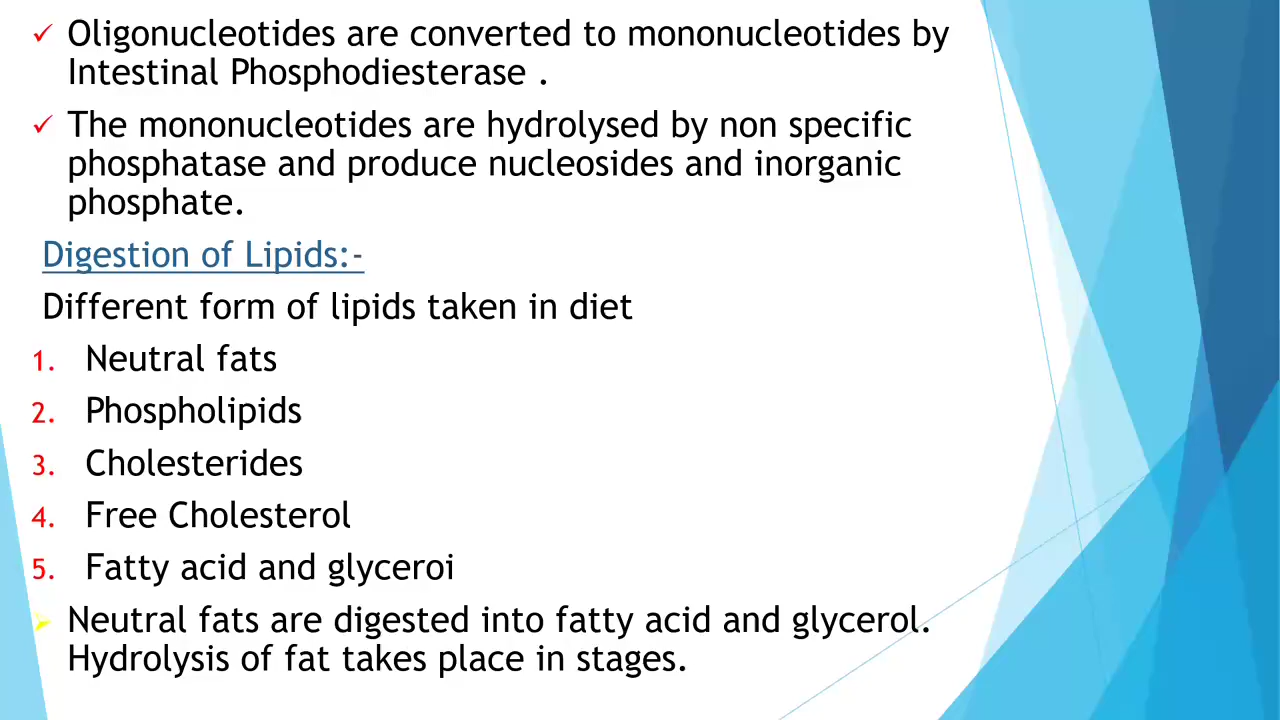 ✓ Oligonucleotides are converted to mononucleotides by
Intestinal Phosphodiesterase .
✓ The mononucleotides are hydrolysed by non specific
phosphatase and produce nucleosides and inorganic
phosphate.
Digestion of Lipids:-
Different form of lipids taken in diet
1. Neutral fats
2. Phospholipids
3. Cholesterides
4. Free Cholesterol
5. Fatty acid and glyceroi
➢ Neutral fats are digested into fatty acid and glycerol.
Hydrolysis of fat takes place in stages.